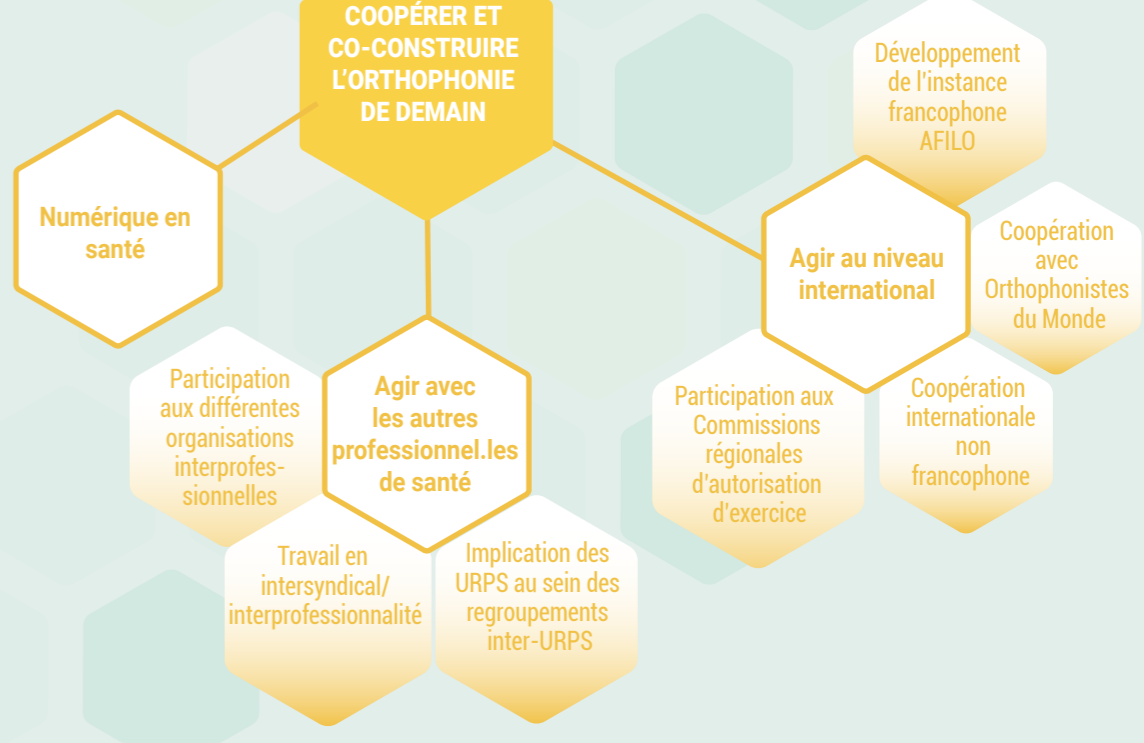 COOPÉRER ET
CO-CONSTRUIRE
L'ORTHOPHONIE
DE DEMAIN
Numérique en
santé
Agir avec
les autres
professionnel.les
de santé
Participation
aux différentes
organisations
interprofes-
sionnelles
Travail en
intersyndical/
interprofessionnalité
Implication des
URPS au sein des
regroupements
inter-URPS
Agir au niveau
international
Développement
de l'instance
francophone
AFILO
Coopération
avec
Orthophonistes
du Monde
Coopération
internationale
non
francophone
Participation aux
Commissions
régionales
d'autorisation
d'exercice